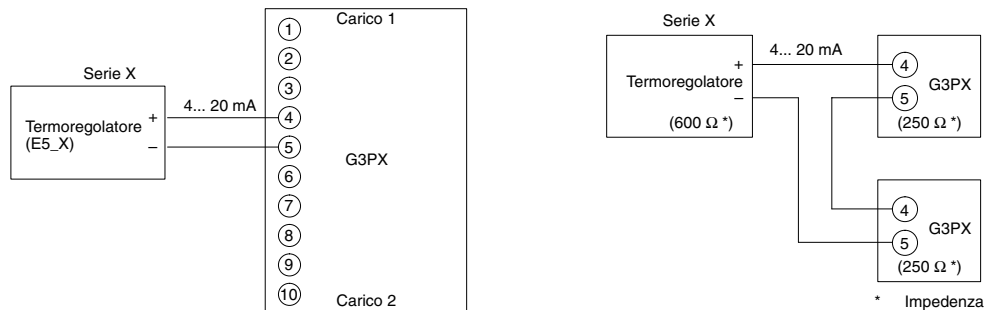 Carico 1
1
2
3
4
5
6
7
8
9
10
G3PX
Carico 2
Serie X
Termoregolatore
(E5_X)
+
–
4... 20 mA
Serie X
Termoregolatore
+
–
(600 Ω *)
4... 20 mA
4
5
G3PX
(250 Ω *)
4
5
G3PX
(250 Ω *)
* Impedenza